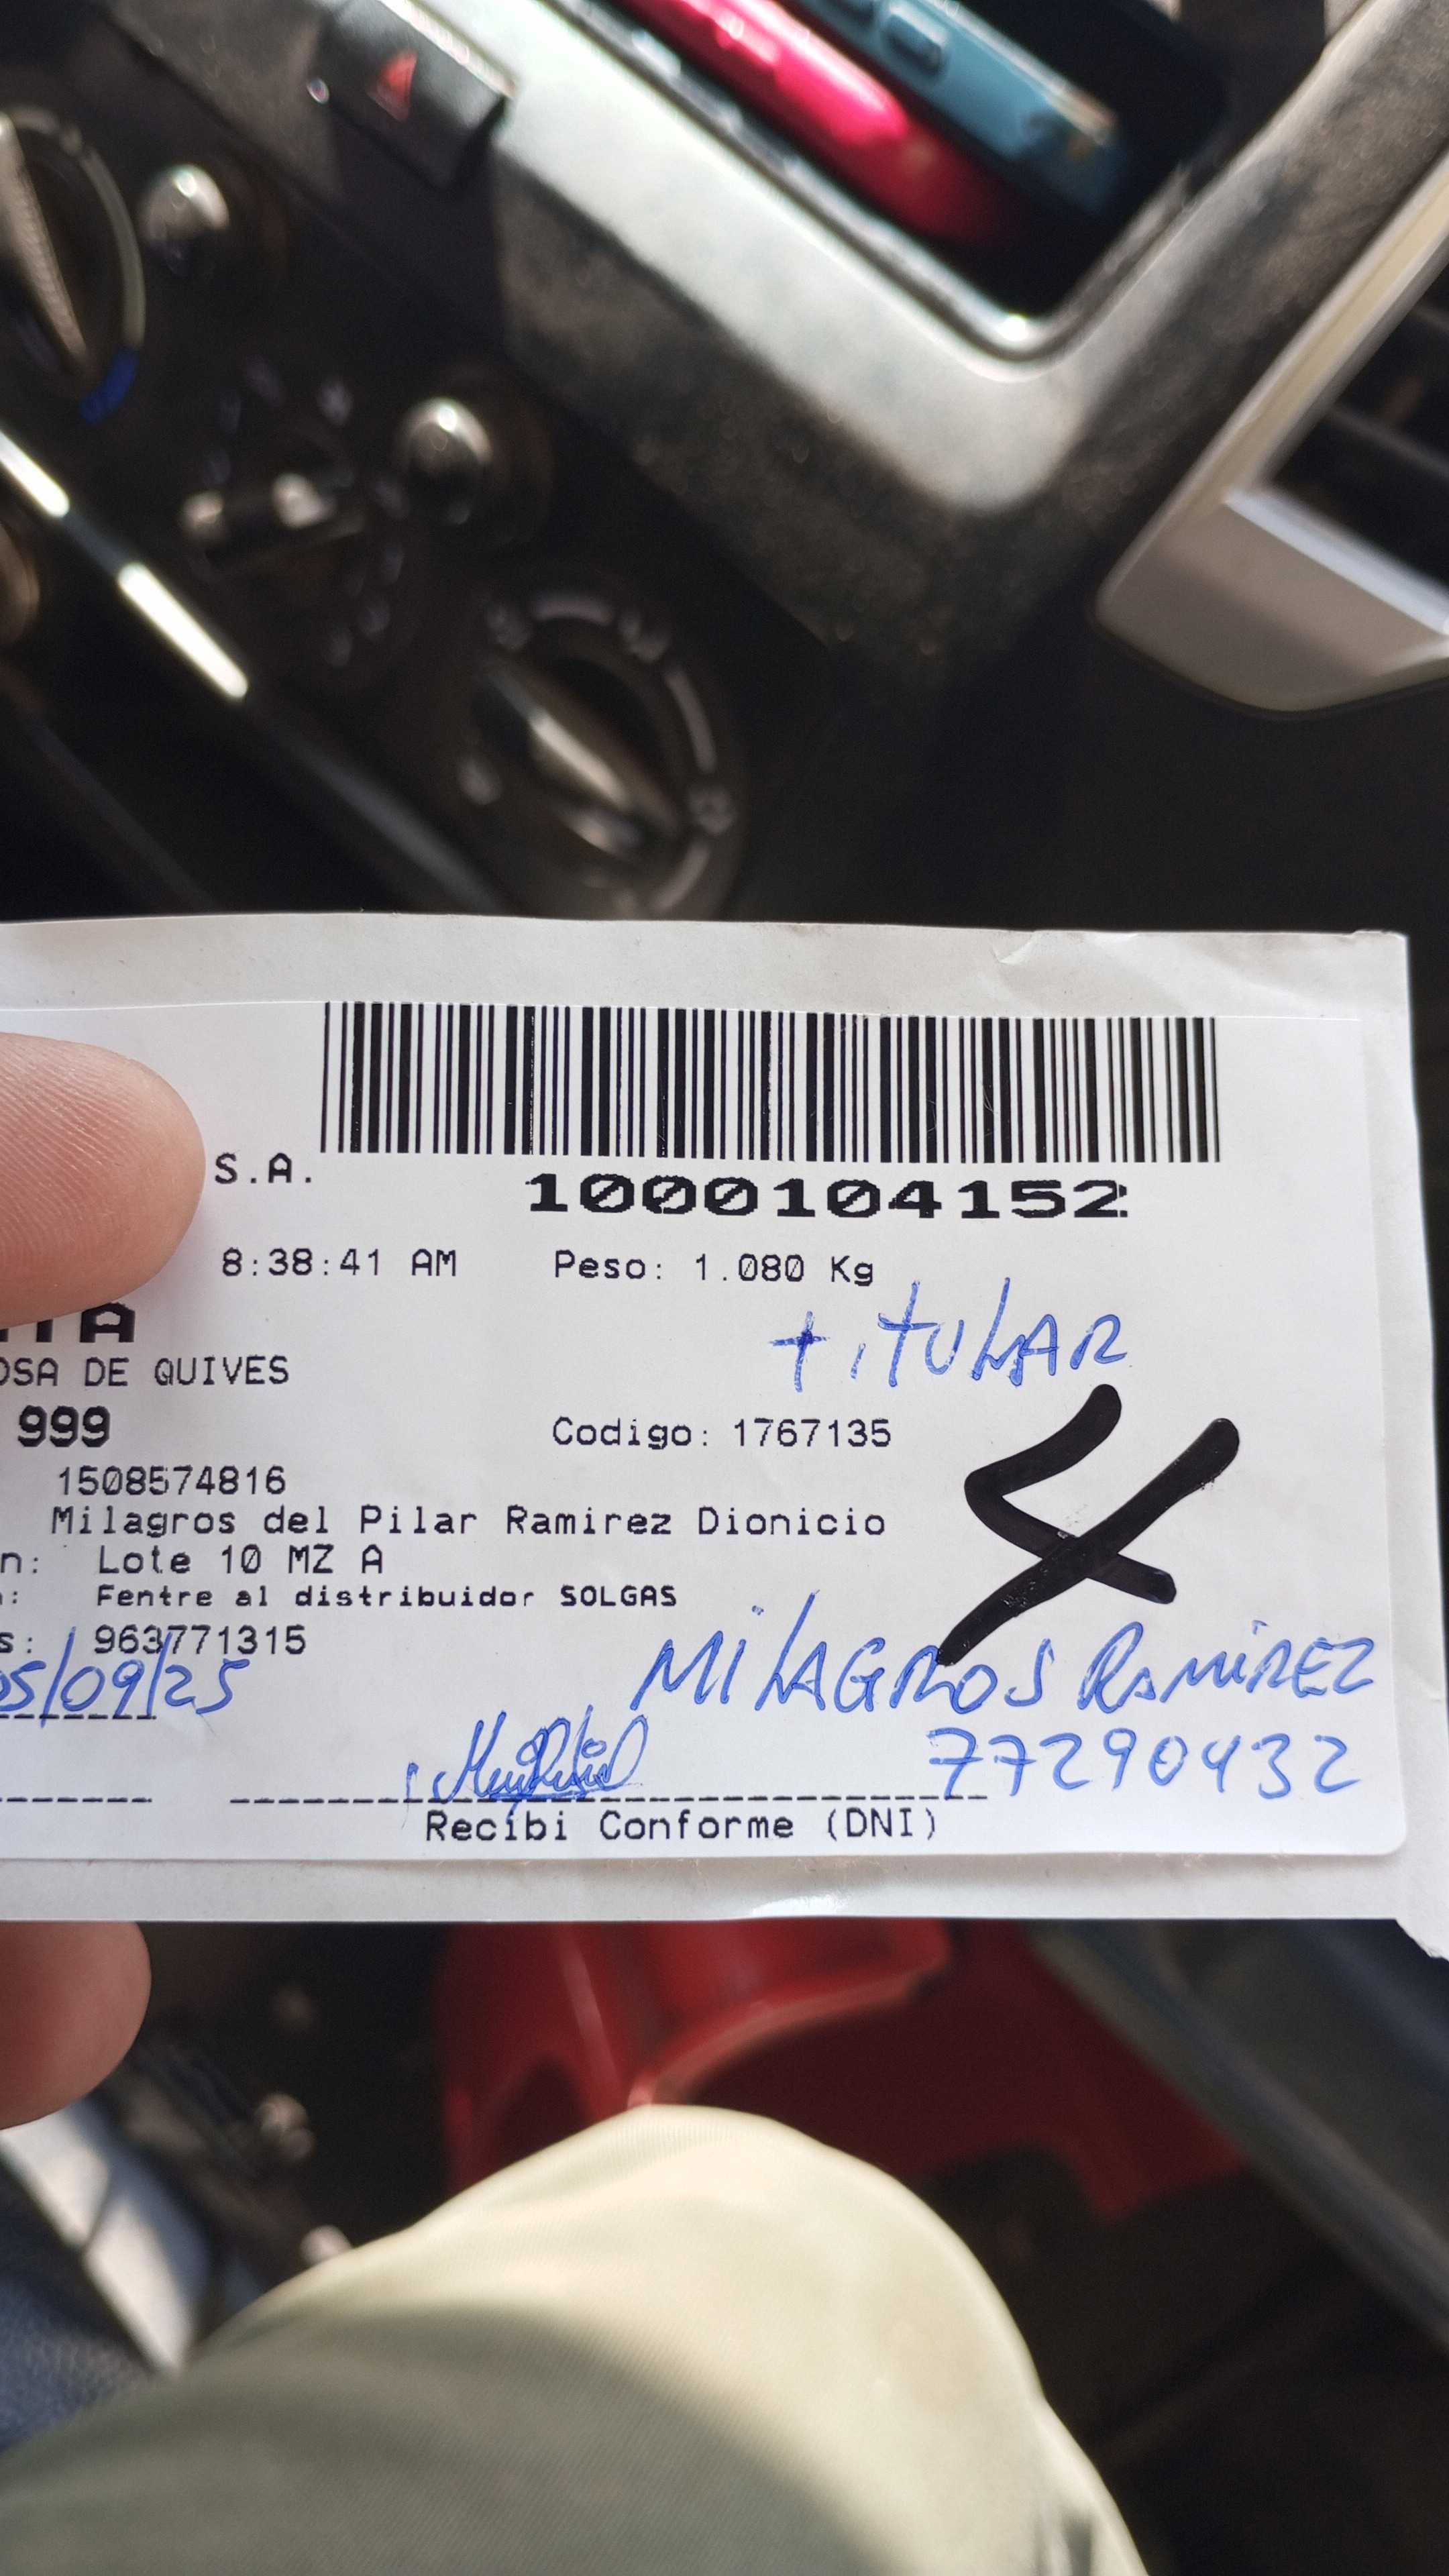 S.A.
1000104152
8:38:41 AM Peso: 1.080 Kg
+ titULAR
DE QUIVES
999 Codigo: 1767135
1508574816
Milagros del Pilar Ramirez Dionicio
Lote 10 MZ A
4
Fentre al distribuidor SOLGAS
963771315
MILAGROS RAMIREZ
05/09/25
77290432
Recibi Conforme (DNI)